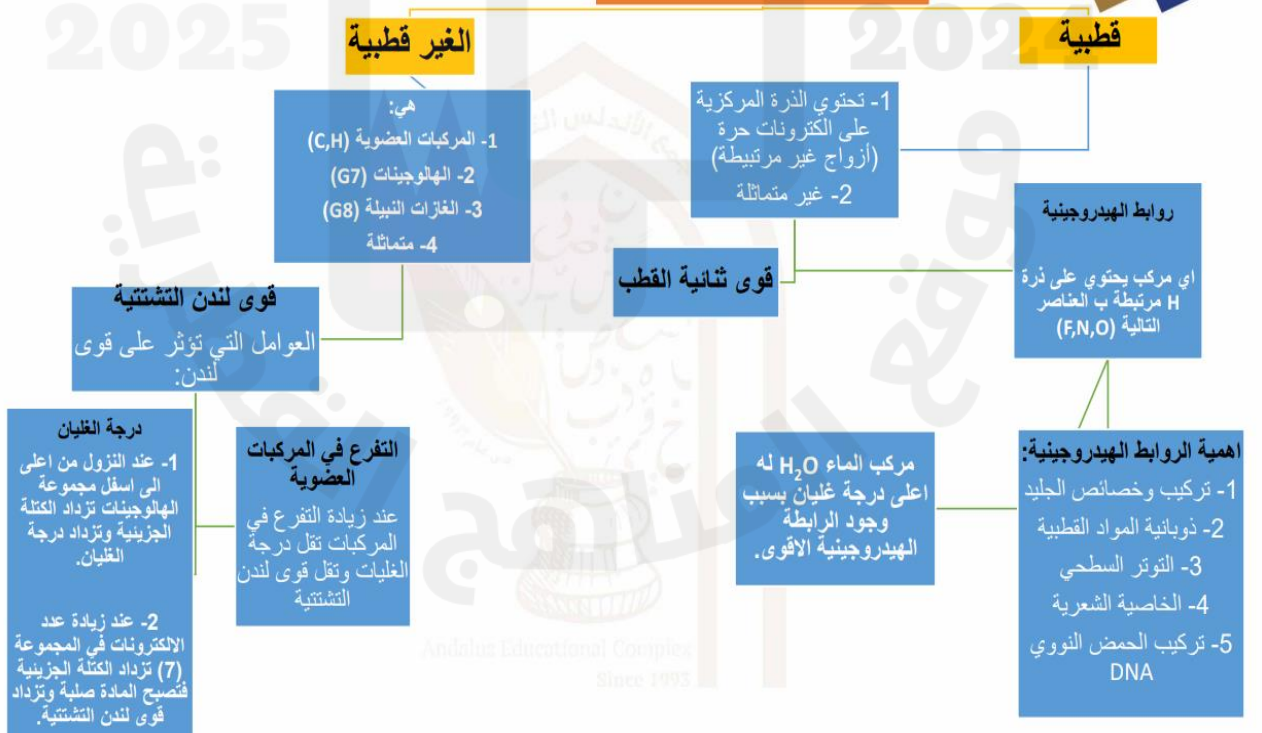 قطبية
1- تحتوي الذرة المركزية
على الكترونات حرة
(أزواج غير مرتبيطة)
2- غير متماثلة
روابط الهيدروجينية
اي مركب يحتوي على ذرة
H مرتبطة ب العناصر
التالية (F,N,O)
قوى ثنائية القطب
اهمية الروابط الهيدروجينية:
1- تركيب وخصائص الجليد
2- ذوبانية المواد القطبية
3- التوتر السطحي
4- الخاصية الشعرية
5- تركيب الحمض النووي
DNA
مركب الماء H₂O له
اعلى درجة غليان بسبب
وجود الرابطة
الهيدروجينية الاقوى.
الغير قطبية
هي:
1- المركبات العضوية (C,H)
2- الهالوجينات (G7)
3- الغازات النبيلة (G8)
4- متماثلة
قوى لندن التشتتية
العوامل التي تؤثر على قوى
لندن:
التفرع في المركبات
العضوية
عند زيادة التفرع في
المركبات تقل درجة
الغليات وتقل قوى لندن
التشتتية
درجة الغليان
1- عند النزول من اعلى
الى اسفل مجموعة
الهالوجينات تزداد الكتلة
الجزينية وتزداد درجة
الغليان.
2- عند زيادة عدد
الالكترونات في المجموعة
(7) تزداد الكتلة الجزينية
فتصبح المادة صلبة وتزداد
قوى لندن التشتتية.
2025
2024
موقع المناهج القطرية
Andalus Educational Complex
Since 1998